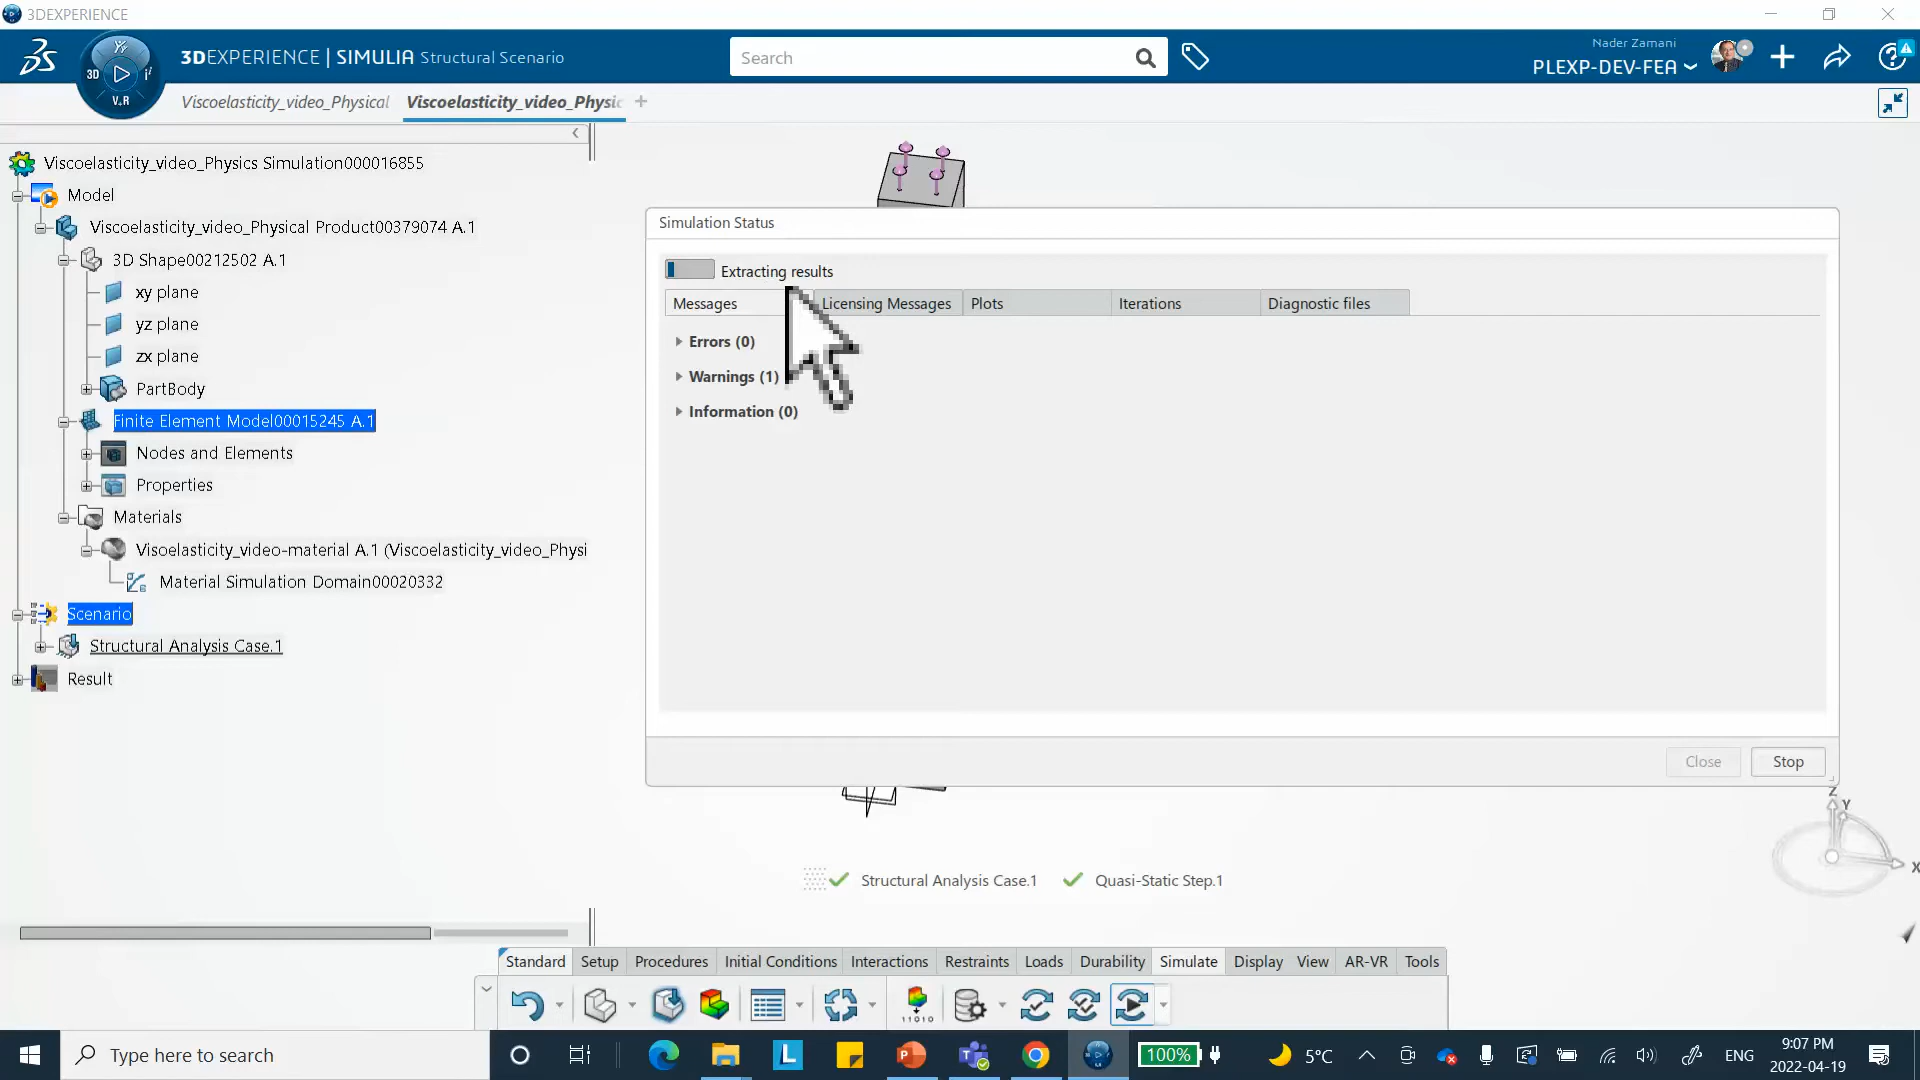 3DEXPERIENCE
3DEXPERIENCE | SIMULIA Structural Scenario
Search
Nader Zamani
PLEXP-DEV-FEA
3D
V.R
Viscoelasticity_video_Physical
Viscoelasticity_video_Physic
Viscoelasticity_video_Physics Simulation000016855
Model
Viscoelasticity_video_Physical Product00379074 A.1
3D Shape00212502 A.1
xy plane
yz plane
zx plane
PartBody
Finite Element Model00015245 A.1
Nodes and Elements
Properties
Materials
Visoelasticity_video-material A.1 (Viscoelasticity_video_Physi
Material Simulation Domain00020332
Scenario
Structural Analysis Case.1
Result
Simulation Status
Extracting results
Messages
Licensing Messages
Plots
Iterations
Diagnostic files
Errors (0)
Warnings (1)
Information (0)
Close
Stop
Z
Y
X
Structural Analysis Case.1
Quasi-Static Step.1
Standard
Setup
Procedures
Initial Conditions
Interactions
Restraints
Loads
Durability
Simulate
Display
View
AR-VR
Tools
11010
Type here to search
100%
5°C
ENG
9:07 PM
2022-04-19